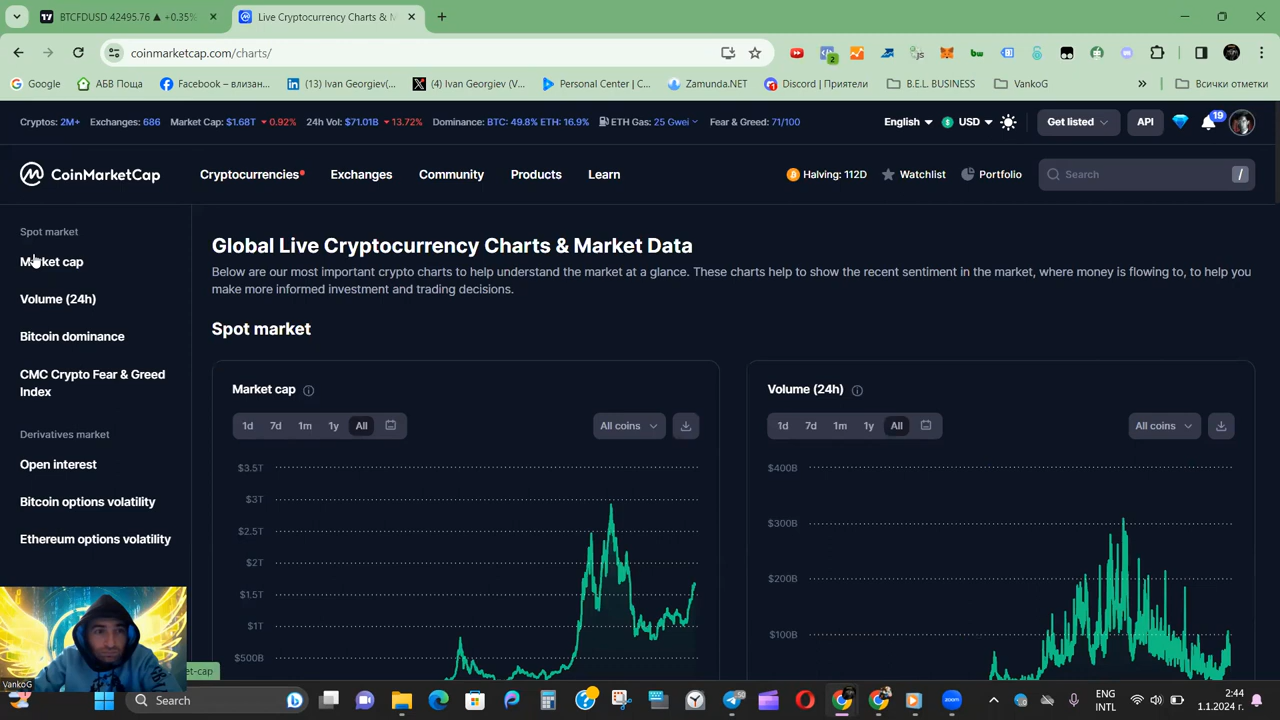 BTCFDUSD 42495.76 ▲ +0.35%
Live Cryptocurrency Charts & M
coinmarketcap.com/charts/
2
Google
АБВ Поща
Facebook – влизан...
(13) Ivan Georgiev(...
(4) Ivan Georgiev (V...
Personal Center | C...
Zamunda.NET
Discord | Приятели
B.E.L. BUSINESS
VankoG
»
Всички отметки
Cryptos: 2M+ Exchanges: 686 Market Cap: $1.68T ▾ 0.92% 24h Vol: $71.01B ▾ 13.72% Dominance: BTC: 49.8% ETH: 16.9% ETH Gas: 25 Gwei Fear & Greed: 71/100
English
USD
Get listed
API
19
CoinMarketCap
Cryptocurrencies
Exchanges
Community
Products
Learn
Halving: 112D
Watchlist
Portfolio
Search
/
Spot market
Market cap
Volume (24h)
Bitcoin dominance
CMC Crypto Fear & Greed
Index
Derivatives market
Open interest
Bitcoin options volatility
Ethereum options volatility
Global Live Cryptocurrency Charts & Market Data
Below are our most important crypto charts to help understand the market at a glance. These charts help to show the recent sentiment in the market, where money is flowing to, to help you
make more informed investment and trading decisions.
Spot market
Market cap
1d 7d 1m 1y All
All coins
$3.5T
$3T
$2.5T
$2T
$1.5T
$1T
$500B
Volume (24h)
1d 7d 1m 1y All
All coins
$400B
$300B
$200B
$100B
et-cap
VankoG
Search
ENG
INTL
2:44
1.1.2024 г.